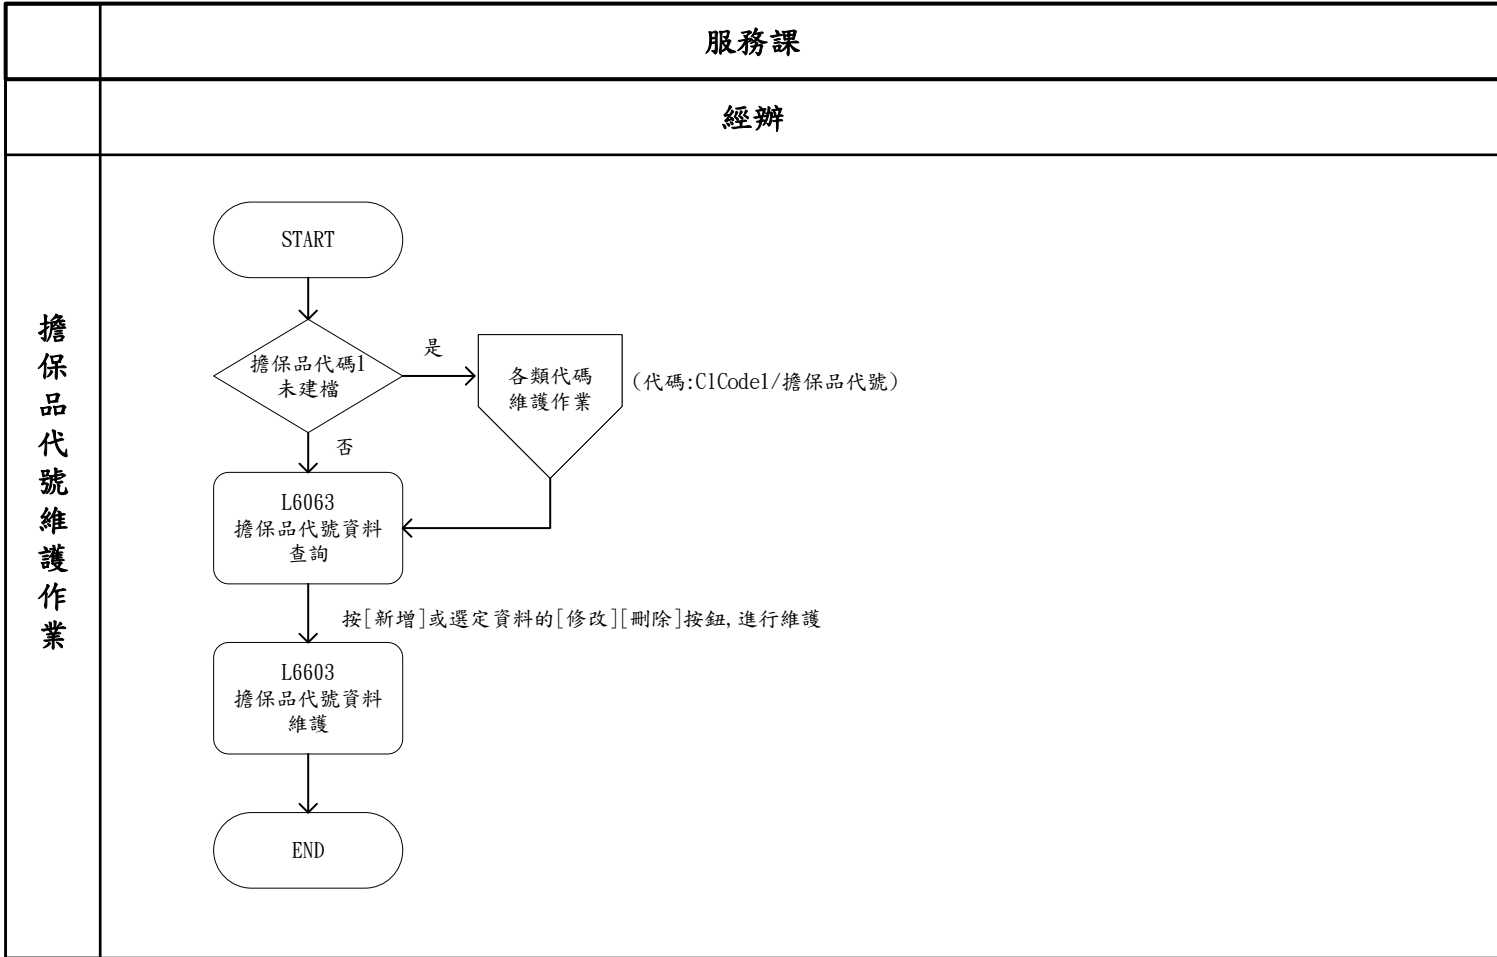 服務課
經辦
擔保品代號維護作業
START
擔保品代碼1
未建檔
是
各類代碼
維護作業
(代碼:ClCode1/擔保品代號)
否
L6063
擔保品代號資料
查詢
按[新增]或選定資料的[修改][刪除]按鈕,進行維護
L6603
擔保品代號資料
維護
END